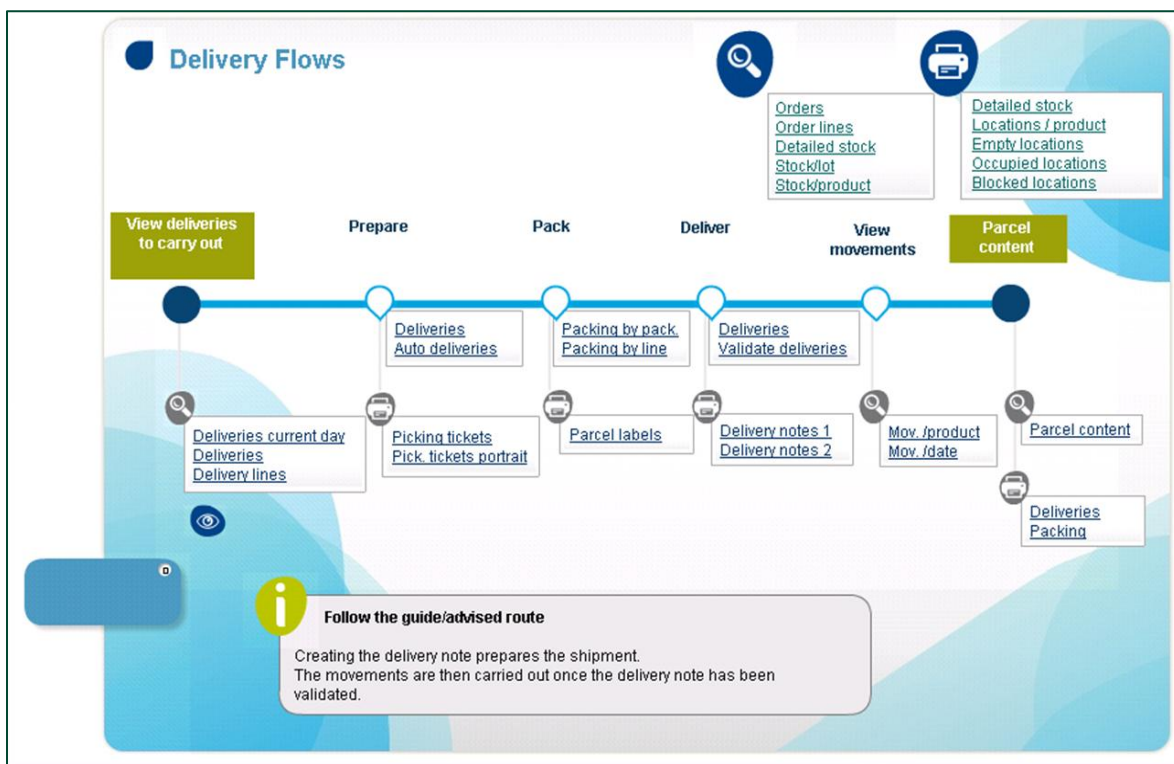 Delivery Flows
Orders
Order lines
Detailed stock
Stock/lot
Stock/product
Detailed stock
Locations / product
Empty locations
Occupied locations
Blocked locations
View deliveries
to carry out
Prepare
Pack
Deliver
View
movements
Parcel
content
Deliveries
Auto deliveries
Packing by pack.
Packing by line
Deliveries
Validate deliveries
Deliveries current day
Deliveries
Delivery lines
Picking tickets
Pick. tickets portrait
Parcel labels
Delivery notes 1
Delivery notes 2
Mov. /product
Mov. /date
Parcel content
Deliveries
Packing
i
Follow the guide/advised route
Creating the delivery note prepares the shipment.
The movements are then carried out once the delivery note has been
validated.